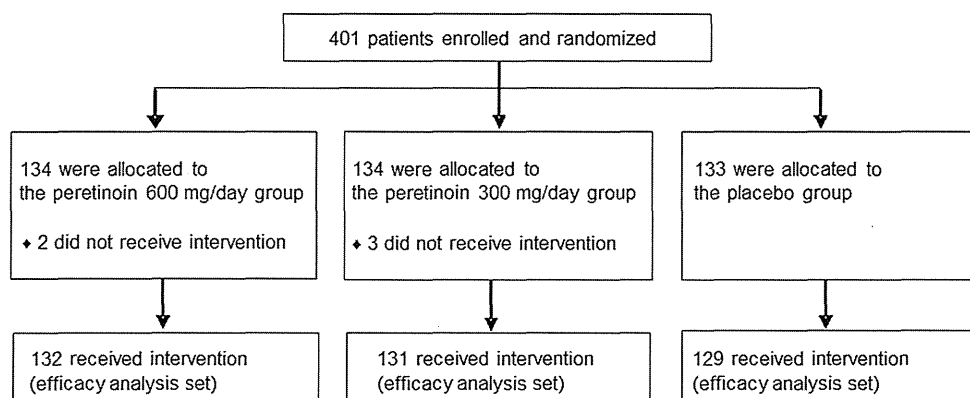 401 patients enrolled and randomized
134 were allocated to
the peretinoin 600 mg/day group
♦ 2 did not receive intervention
134 were allocated to
the peretinoin 300 mg/day group
♦ 3 did not receive intervention
133 were allocated to
the placebo group
132 received intervention
(efficacy analysis set)
131 received intervention
(efficacy analysis set)
129 received intervention
(efficacy analysis set)